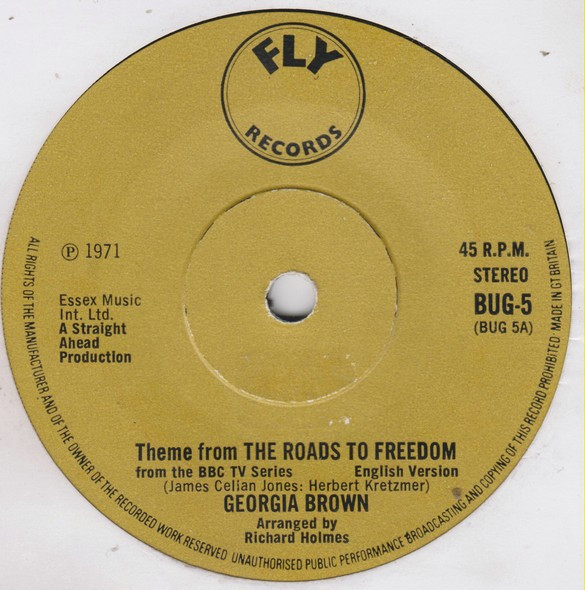 FLY
RECORDS
℗ 1971
45 R.P.M.
STEREO
BUG-5
(BUG 5A)
Essex Music
Int. Ltd.
A Straight
Ahead
Production
Theme from THE ROADS TO FREEDOM
from the BBC TV Series English Version
(James Celian Jones: Herbert Kretzmer)
GEORGIA BROWN
Arranged by
Richard Holmes
ALL RIGHTS OF THE MANUFACTURER AND OF THE OWNER OF THE RECORDED WORK RESERVED UNAUTHORISED PUBLIC PERFORMANCE BROADCASTING AND COPYING OF THIS RECORD PROHIBITED MADE IN GT BRITAIN